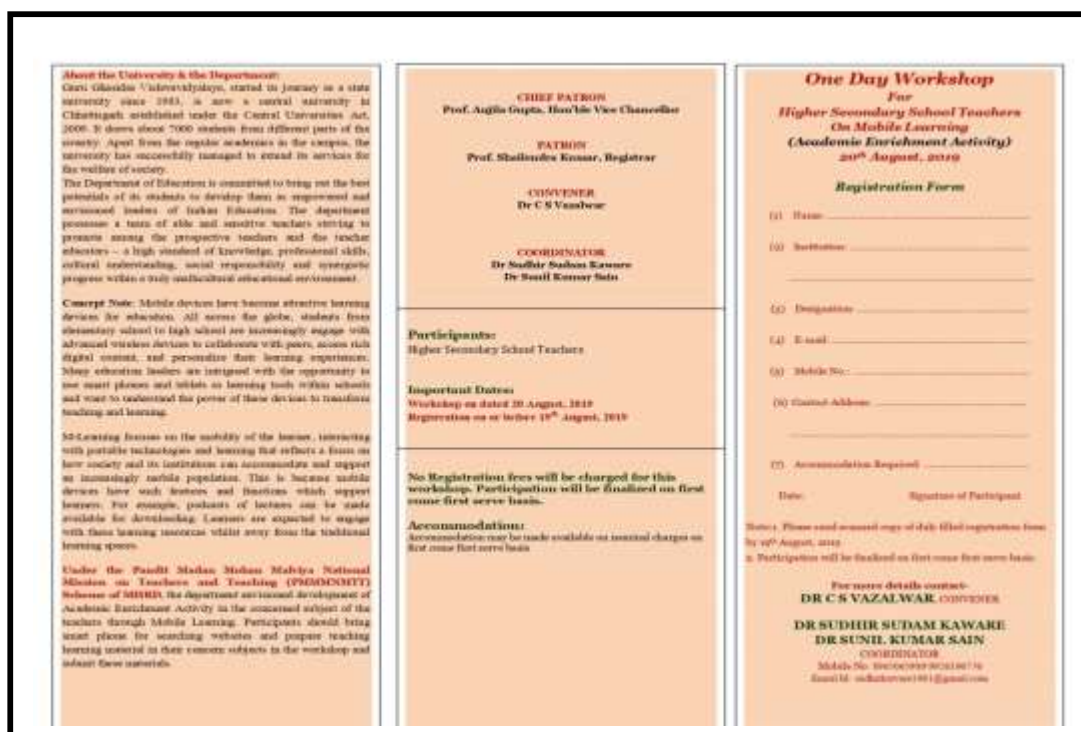 About the University & the Department:
Guru Ghasidas Vishwavidyalaya, started its journey as a state
university since 1983, is now a central university in
Chhattisgarh established under the Central Universities Act,
2009. It draws about 7000 students from different parts of the
country. Apart from the regular academics in the campus, the
university has successfully managed to extend its services for
the welfare of society.
The Department of Education is committed to bring out the best
potentials of its students to develop them as empowered and
envisioned leaders of Indian Education. The department
possesses a team of able and sensitive teachers striving to
promote among the prospective teachers and the teacher
educators – a high standard of knowledge, professional skills,
cultural understanding, social responsibility and synergistic
progress within a truly multicultural educational environment.
Concept Note: Mobile devices have become attractive learning
devices for education. All across the globe, students from
elementary school to high school are increasingly engage with
advanced wireless devices to collaborate with peers, access rich
digital content, and personalize their learning experiences.
Many education leaders are intrigued with the opportunity to
use smart phones and tablets as learning tools within schools
and want to understand the power of these devices to transform
teaching and learning.
M-Learning focuses on the mobility of the learner, interacting
with portable technologies and learning that reflects a focus on
how society and its institutions can accommodate and support
an increasingly mobile population. This is because mobile
devices have such features and functions which support
learners. For example, podcasts of lectures can be made
available for downloading. Learners are expected to engage
with these learning resources whilst away from the traditional
learning spaces.
Under the Pandit Madan Mohan Malviya National
Mission on Teachers and Teaching (PMMMNMTT)
Scheme of MHRD, the department envisioned development of
Academic Enrichment Activity in the concerned subject of the
teachers through Mobile Learning. Participants should bring
smart phone for searching websites and prepare teaching
learning material in their concern subjects in the workshop and
submit these materials.
CHIEF PATRON
Prof. Anjila Gupta, Hon'ble Vice Chancellor
PATRON
Prof. Shailendra Kumar, Registrar
CONVENER
Dr C S Vazalwar
COORDINATOR
Dr Sudhir Sudam Kaware
Dr Sunil Kumar Sain
Participants:
Higher Secondary School Teachers
Important Dates:
Workshop on dated 20 August, 2019
Registration on or before 19th August, 2019
No Registration fees will be charged for this
workshop. Participation will be finalized on first
come first serve basis.
Accommodation:
Accommodation may be made available on nominal charges on
first come first serve basis
One Day Workshop
For
Higher Secondary School Teachers
On Mobile Learning
(Academic Enrichment Activity)
20th August, 2019
Registration Form
(1) Name
(2) Institution
(3) Designation
(4) E-mail
(5) Mobile No
(6) Contact Address
(7) Accommodation Required
Date: Signature of Participant
Note:1. Please send scanned copy of duly filled registration form
by 19th August, 2019
2. Participation will be finalized on first come first serve basis.
For more details contact-
DR C S VAZALWAR, CONVENER
DR SUDHIR SUDAM KAWARE
DR SUNIL KUMAR SAIN
COORDINATOR
Mobile No
Email Id